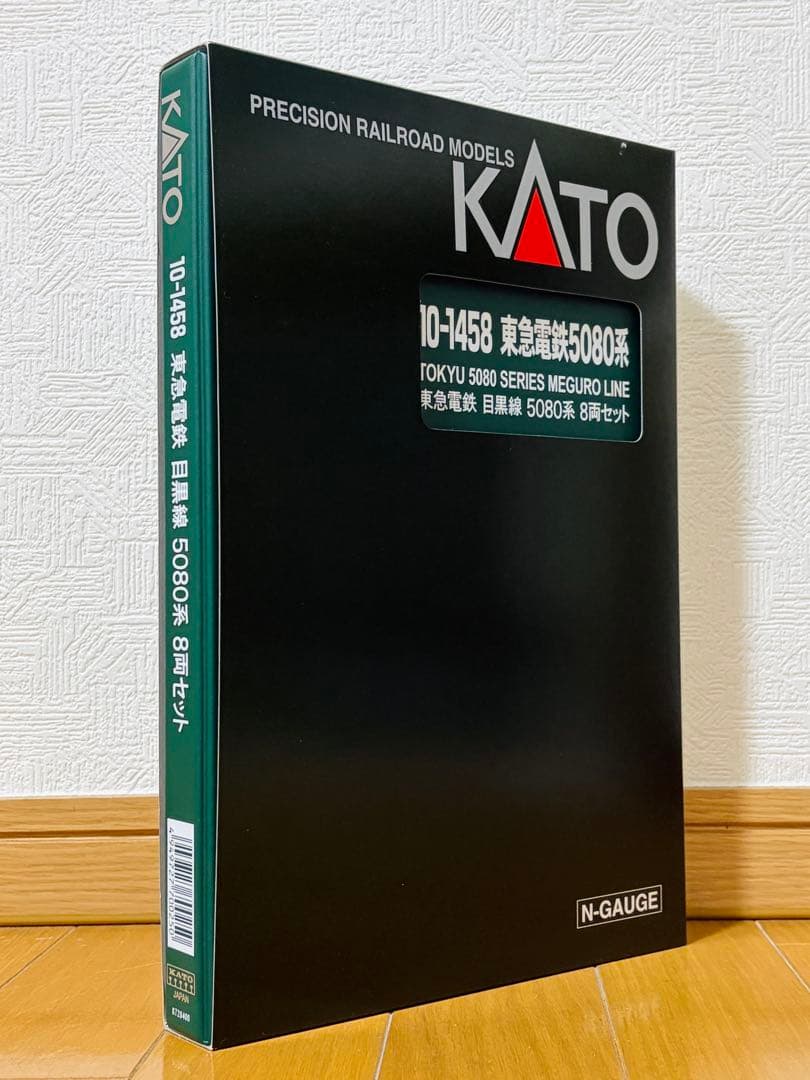 KATO
10-1458 東急電鉄 目黒線 5080系 8両セット
KATO
JAPAN
PRECISION RAILROAD MODELS
KATO
10-1458 東急電鉄5080系
TOKYU 5080 SERIES MEGURO LINE
東急電鉄 目黒線 5080系 8両セット
N-GAUGE